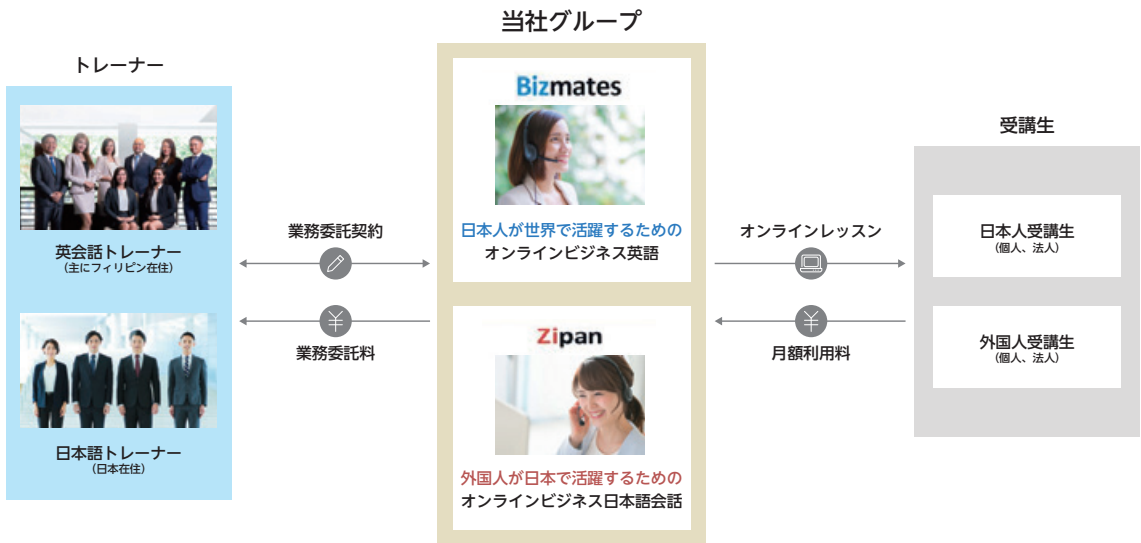 当社グループ
トレーナー
英会話トレーナー
(主にフィリピン在住)
日本語トレーナー
(日本在住)
業務委託契約
業務委託料
Bizmates
日本人が世界で活躍するための
オンラインビジネス英語
Zipan
外国人が日本で活躍するための
オンラインビジネス日本語会話
オンラインレッスン
月額利用料
受講生
日本人受講生
(個人、法人)
外国人受講生
(個人、法人)